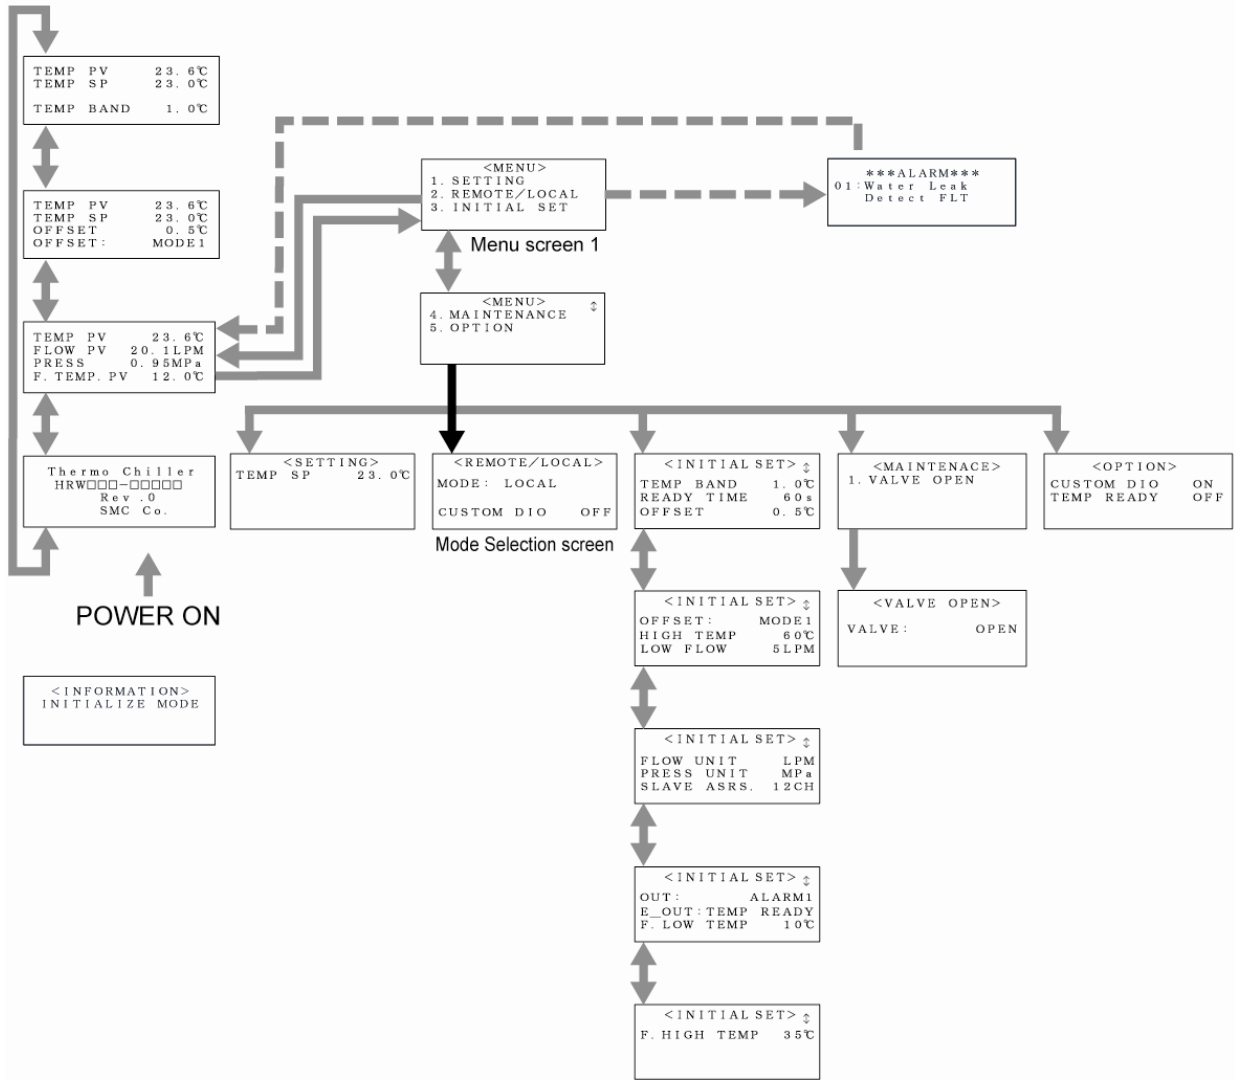 TEMP PV 23.6℃
TEMP SP 23.0℃
TEMP BAND 1.0℃
TEMP PV 23.6℃
TEMP SP 23.0℃
OFFSET 0.5℃
OFFSET: MODE1
TEMP PV 23.6℃
FLOW PV 20.1LPM
PRESS 0.95MPa
F.TEMP.PV 12.0℃
Thermo Chiller
HRW□□□-□□□□□
Rev.0
SMC Co.
POWER ON
<INFORMATION>
INITIALIZE MODE
<MENU>
1. SETTING
2. REMOTE/LOCAL
3. INITIAL SET
Menu screen 1
<MENU>
4. MAINTENANCE
5. OPTION
***ALARM***
01:Water Leak
Detect FLT
<SETTING>
TEMP SP 23.0℃
<REMOTE/LOCAL>
MODE: LOCAL
CUSTOM DIO OFF
Mode Selection screen
<INITIAL SET>
TEMP BAND 1.0℃
READY TIME 60s
OFFSET 0.5℃
<INITIAL SET>
OFFSET: MODE1
HIGH TEMP 60℃
LOW FLOW 5LPM
<INITIAL SET>
FLOW UNIT LPM
PRESS UNIT MPa
SLAVE ASRS. 12CH
<INITIAL SET>
OUT: ALARM1
E_OUT:TEMP READY
F.LOW TEMP 10℃
<INITIAL SET>
F.HIGH TEMP 35℃
<MAINTENACE>
1. VALVE OPEN
<VALVE OPEN>
VALVE: OPEN
<OPTION>
CUSTOM DIO ON
TEMP READY OFF